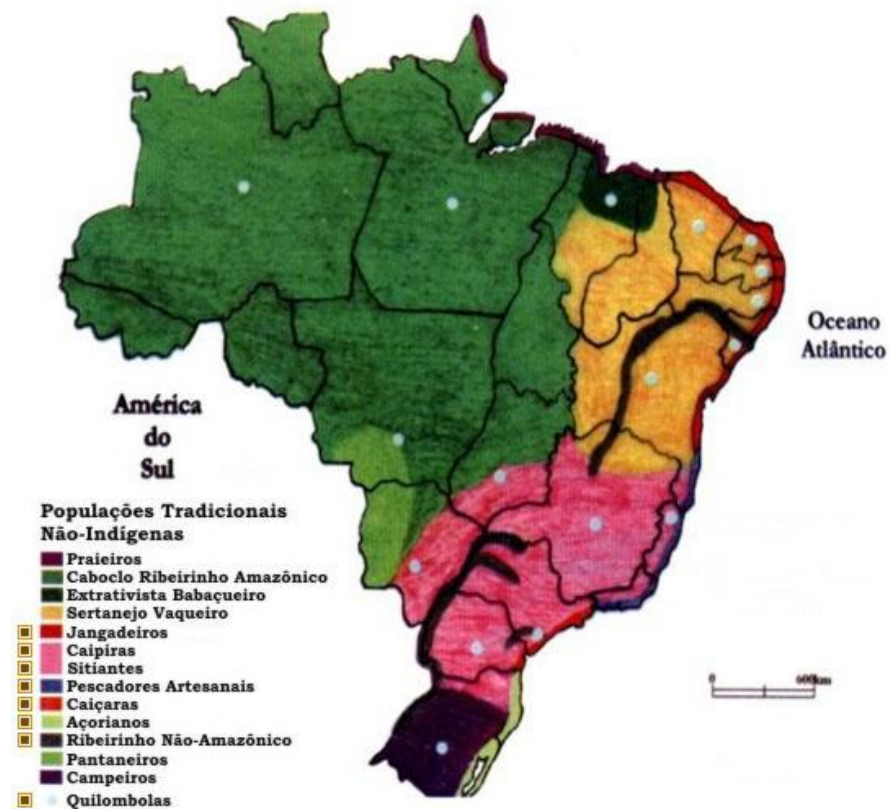 Oceano
Atlântico
América
do
Sul
Populações Tradicionais
Não-Indígenas
Praieiros
Caboclo Ribeirinho Amazônico
Extrativista Babaçueiro
Sertanejo Vaqueiro
Jangadeiros
Caipiras
Sitiantes
Pescadores Artesanais
Caiçaras
Açorianos
Ribeirinho Não-Amazônico
Pantaneiros
Campeiros
Quilombolas
0 600km